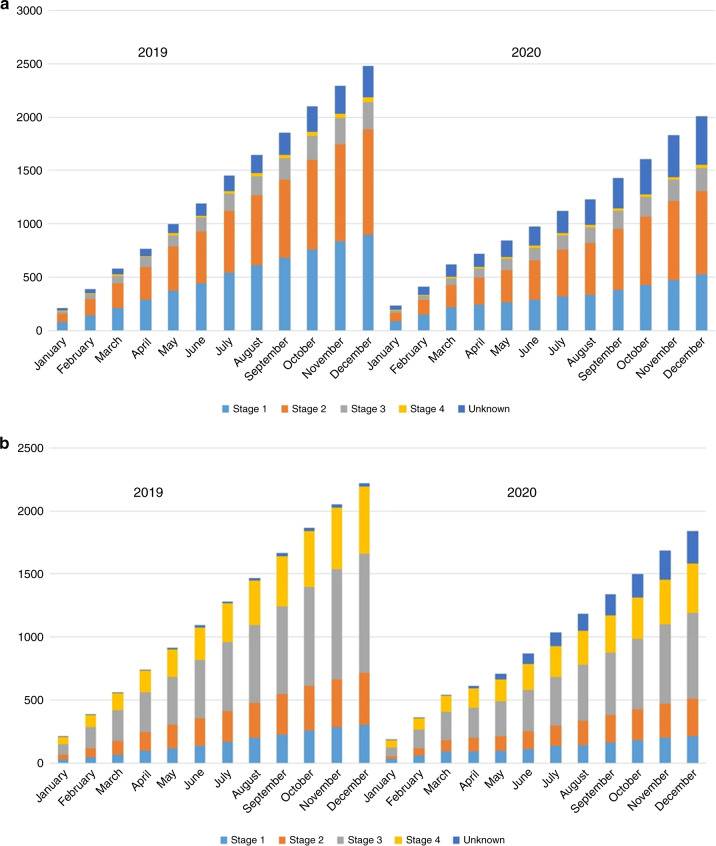 a
3000
2500
2000
1500
1000
500
0
2019
2020
January
February
March
April
May
June
July
August
September
October
November
December
January
February
March
April
May
June
July
August
September
October
November
December
Stage 1 Stage 2 Stage 3 Stage 4 Unknown
b
2500
2000
1500
1000
500
0
2019
2020
January
February
March
April
May
June
July
August
September
October
November
December
January
February
March
April
May
June
July
August
September
October
November
December
Stage 1 Stage 2 Stage 3 Stage 4 Unknown